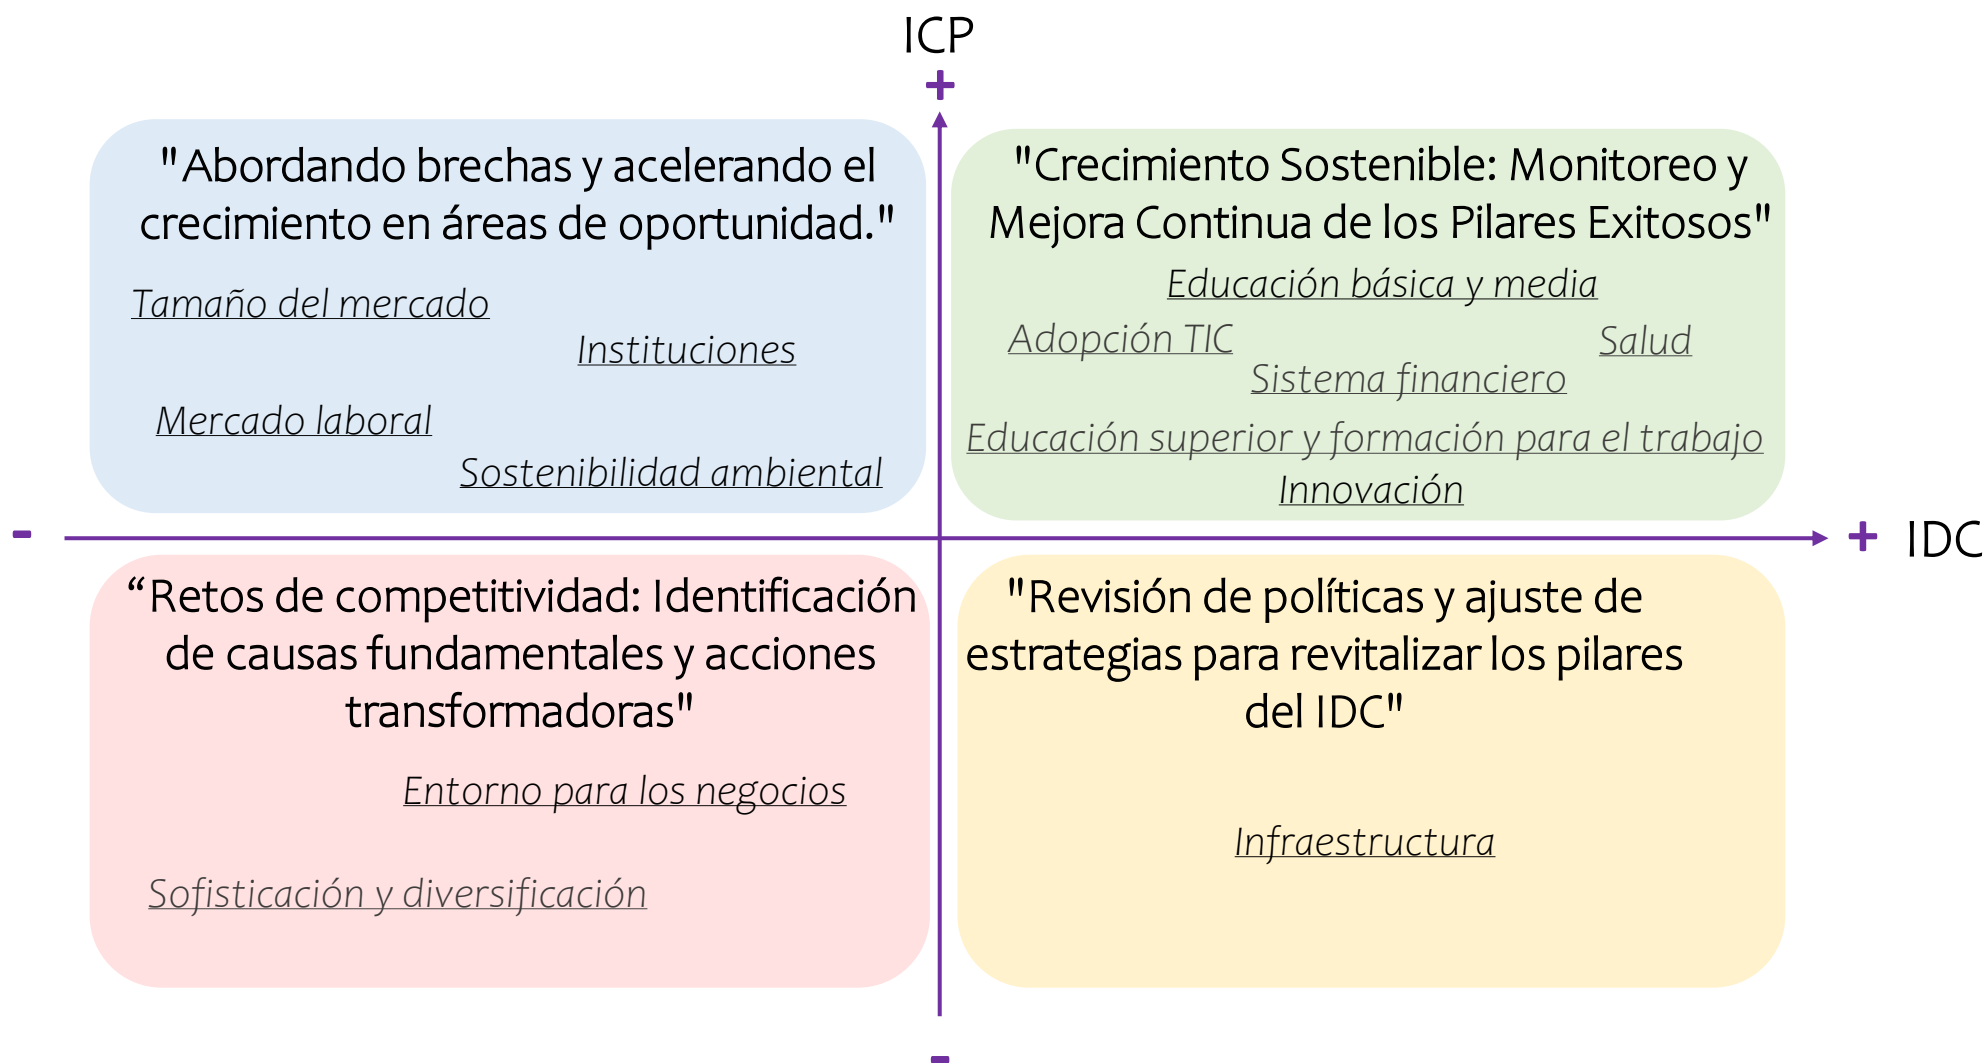 ICP
+
"Abordando brechas y acelerando el
crecimiento en áreas de oportunidad."
Tamaño del mercado
Instituciones
Mercado laboral
Sostenibilidad ambiental
"Crecimiento Sostenible: Monitoreo y
Mejora Continua de los Pilares Exitosos"
Educación básica y media
Adopción TIC
Salud
Sistema financiero
Educación superior y formación para el trabajo
Innovación
-
+ IDC
“Retos de competitividad: Identificación
de causas fundamentales y acciones
transformadoras"
Entorno para los negocios
Sofisticación y diversificación
"Revisión de políticas y ajuste de
estrategias para revitalizar los pilares
del IDC"
Infraestructura
-